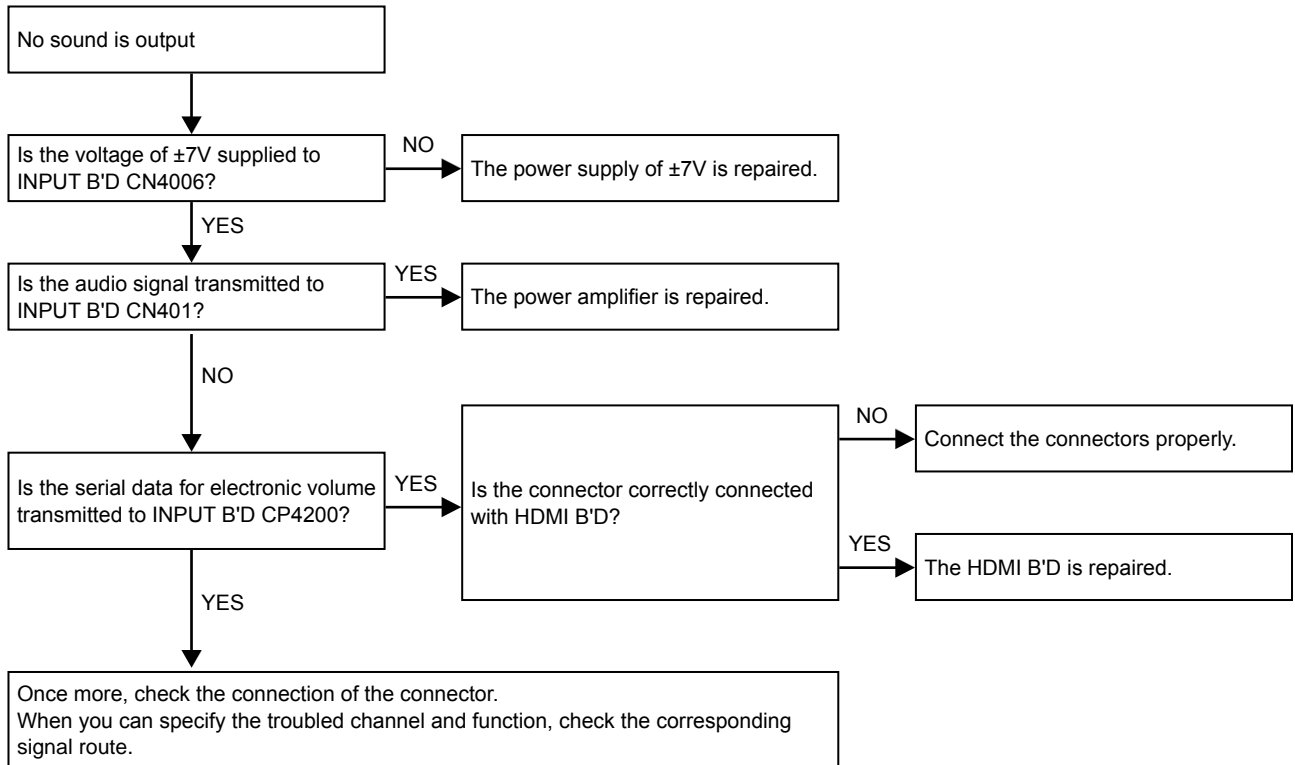 No sound is output
Is the voltage of ±7V supplied to
INPUT B'D CN4006?
NO
The power supply of ±7V is repaired.
YES
Is the audio signal transmitted to
INPUT B'D CN401?
YES
The power amplifier is repaired.
NO
Is the serial data for electronic volume
transmitted to INPUT B'D CP4200?
YES
Is the connector correctly connected
with HDMI B'D?
NO
Connect the connectors properly.
YES
The HDMI B'D is repaired.
YES
Once more, check the connection of the connector.
When you can specify the troubled channel and function, check the corresponding
signal route.